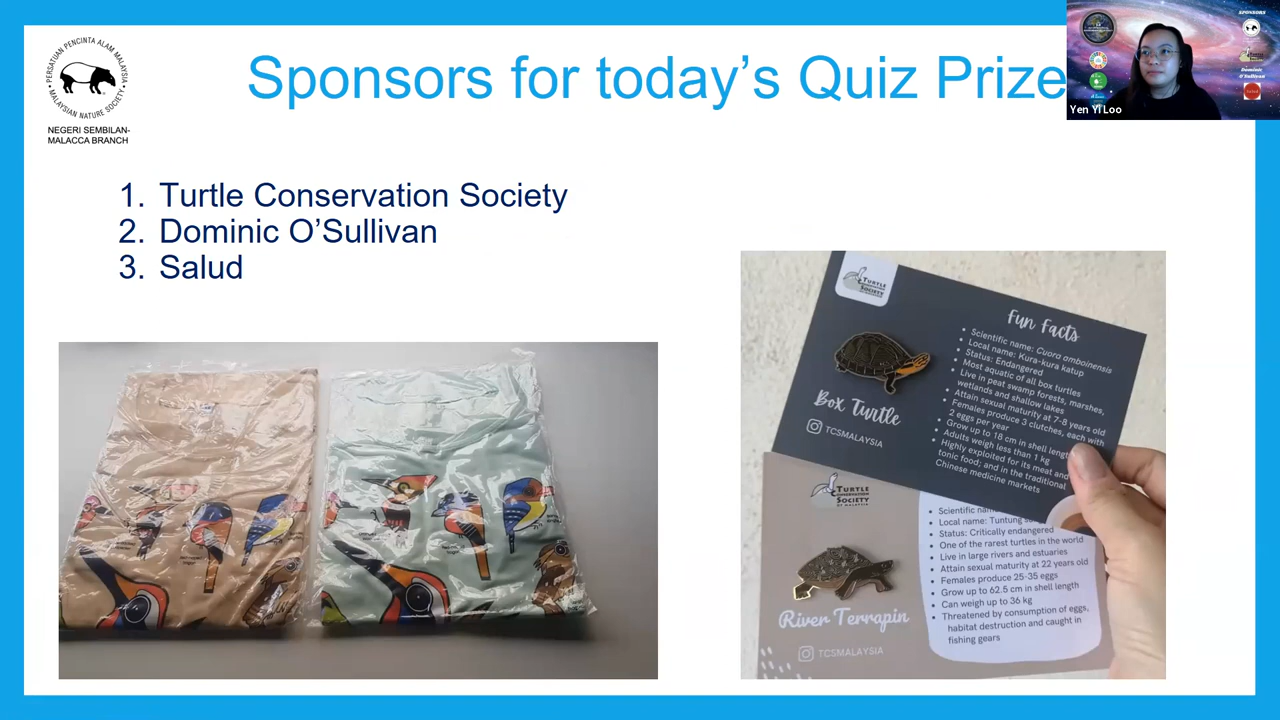 PERSATUAN PENCINTA ALAM MALAYSIA
MALAYSIAN NATURE SOCIETY
NEGERI SEMBILAN-
MALACCA BRANCH
Sponsors for today's Quiz Prize
SPONSORS
Dominic
O'Sullivan
Yen Yi Loo
1. Turtle Conservation Society
2. Dominic O'Sullivan
3. Salud
TURTLE
CONSERVATION
SOCIETY
Fun Facts
• Scientific name: Cuora amboinensis
• Local name: Kura-kura katup
• Status: Endangered
• Most aquatic of all box turtles
• Live in peat swamp forests, marshes,
wetlands and shallow lakes
• Attain sexual maturity at 7-8 years old
• Females produce 3 clutches, each with
2 eggs per year
• Grow up to 18 cm in shell length
• Adults weigh less than 1 kg
• Highly exploited for its meat and
tonic food; and in the traditional
Chinese medicine markets
Box Turtle
TCSMALAYSIA
TURTLE
CONSERVATION
SOCIETY
OF MALAYSIA
• Scientific
• Local name: Tuntung
• Status: Critically endangered
• One of the rarest turtles in the world
• Live in large rivers and estuaries
• Attain sexual maturity at 22 years old
• Females produce 25-35 eggs
• Grow up to 62.5 cm in shell length
• Can weigh up to 36 kg
• Threatened by consumption of eggs,
habitat destruction and caught in
fishing gears
River Terrapin
TCSMALAYSIA